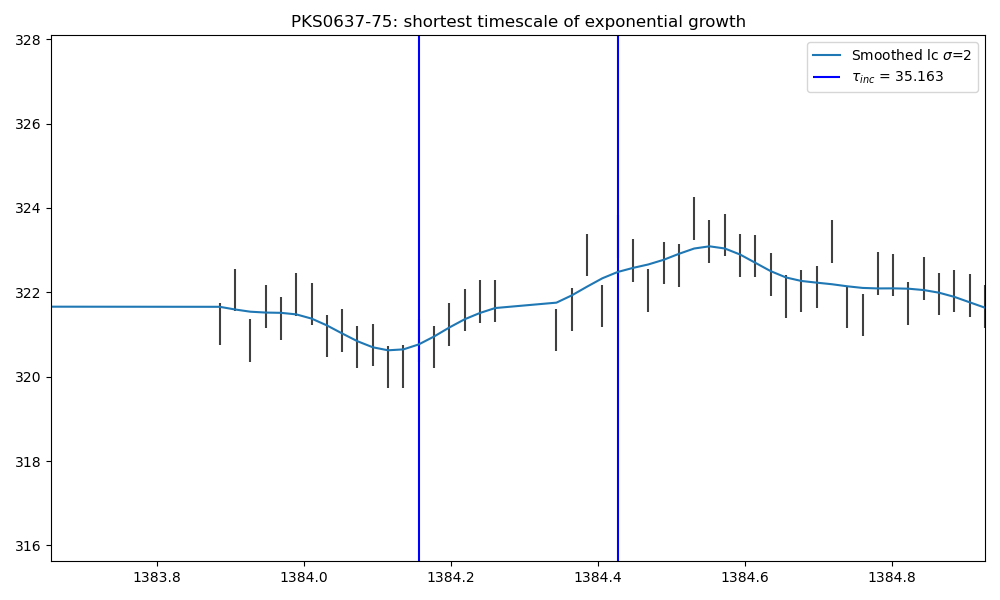 PKS0637-75: shortest timescale of exponential growth
328
326
324
322
320
318
316
Smoothed lc σ=2
τinc = 35.163
1383.8 1384.0 1384.2 1384.4 1384.6 1384.8